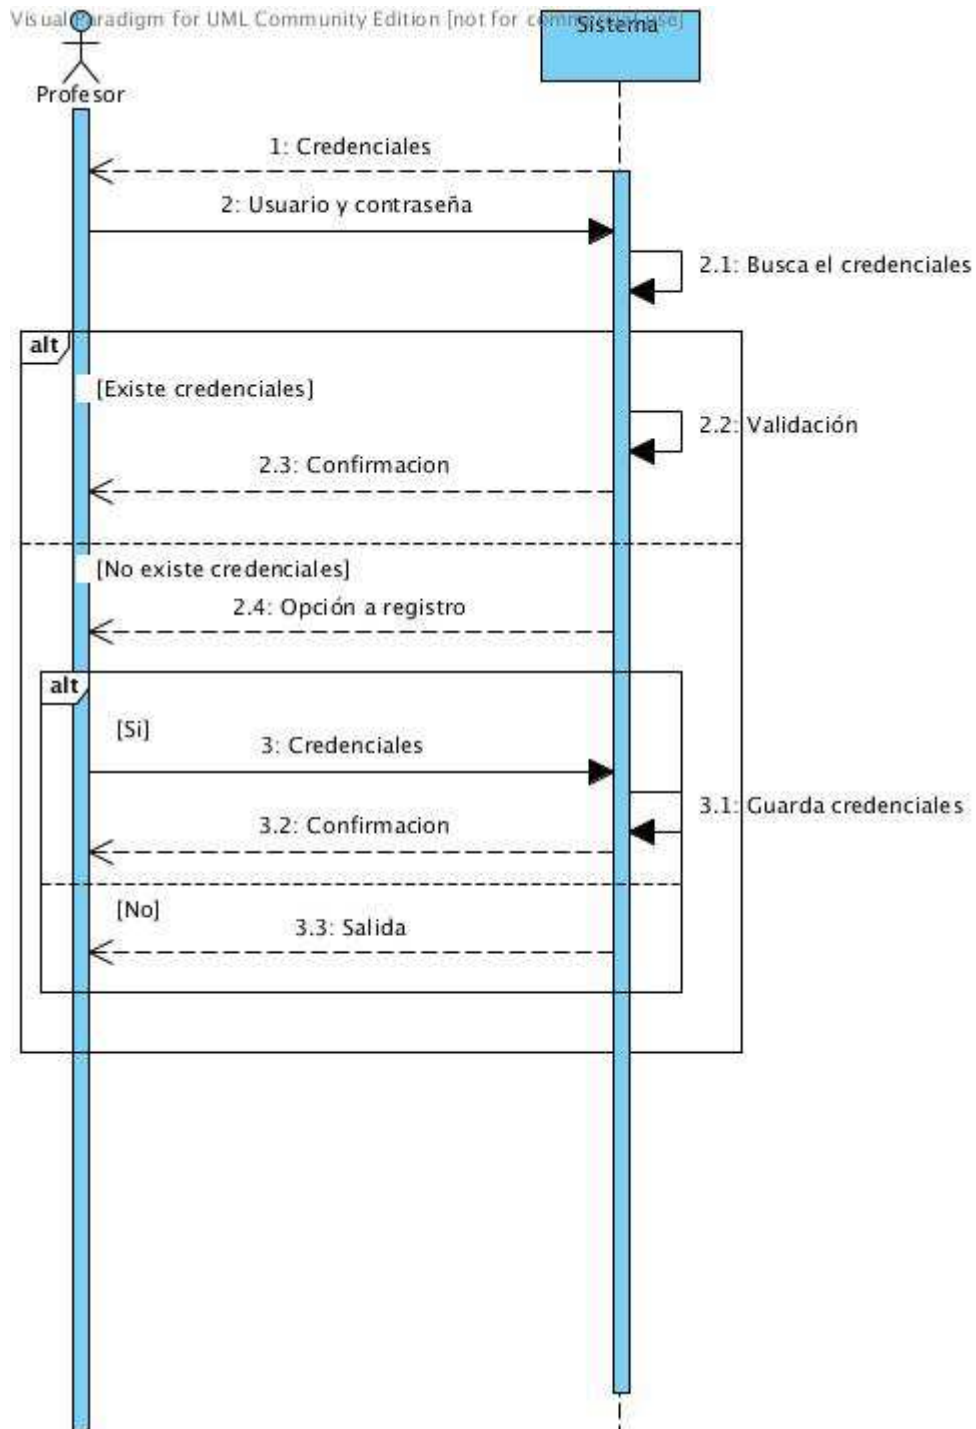 Visual Paradigm for UML Community Edition [not for commercial use]
Sistema
Profesor
1: Credenciales
2: Usuario y contraseña
2.1: Busca el credenciales
alt
[Existe credenciales]
2.2: Validación
2.3: Confirmacion
[No existe credenciales]
2.4: Opción a registro
alt
[Si]
3: Credenciales
3.1: Guarda credenciales
3.2: Confirmacion
[No]
3.3: Salida